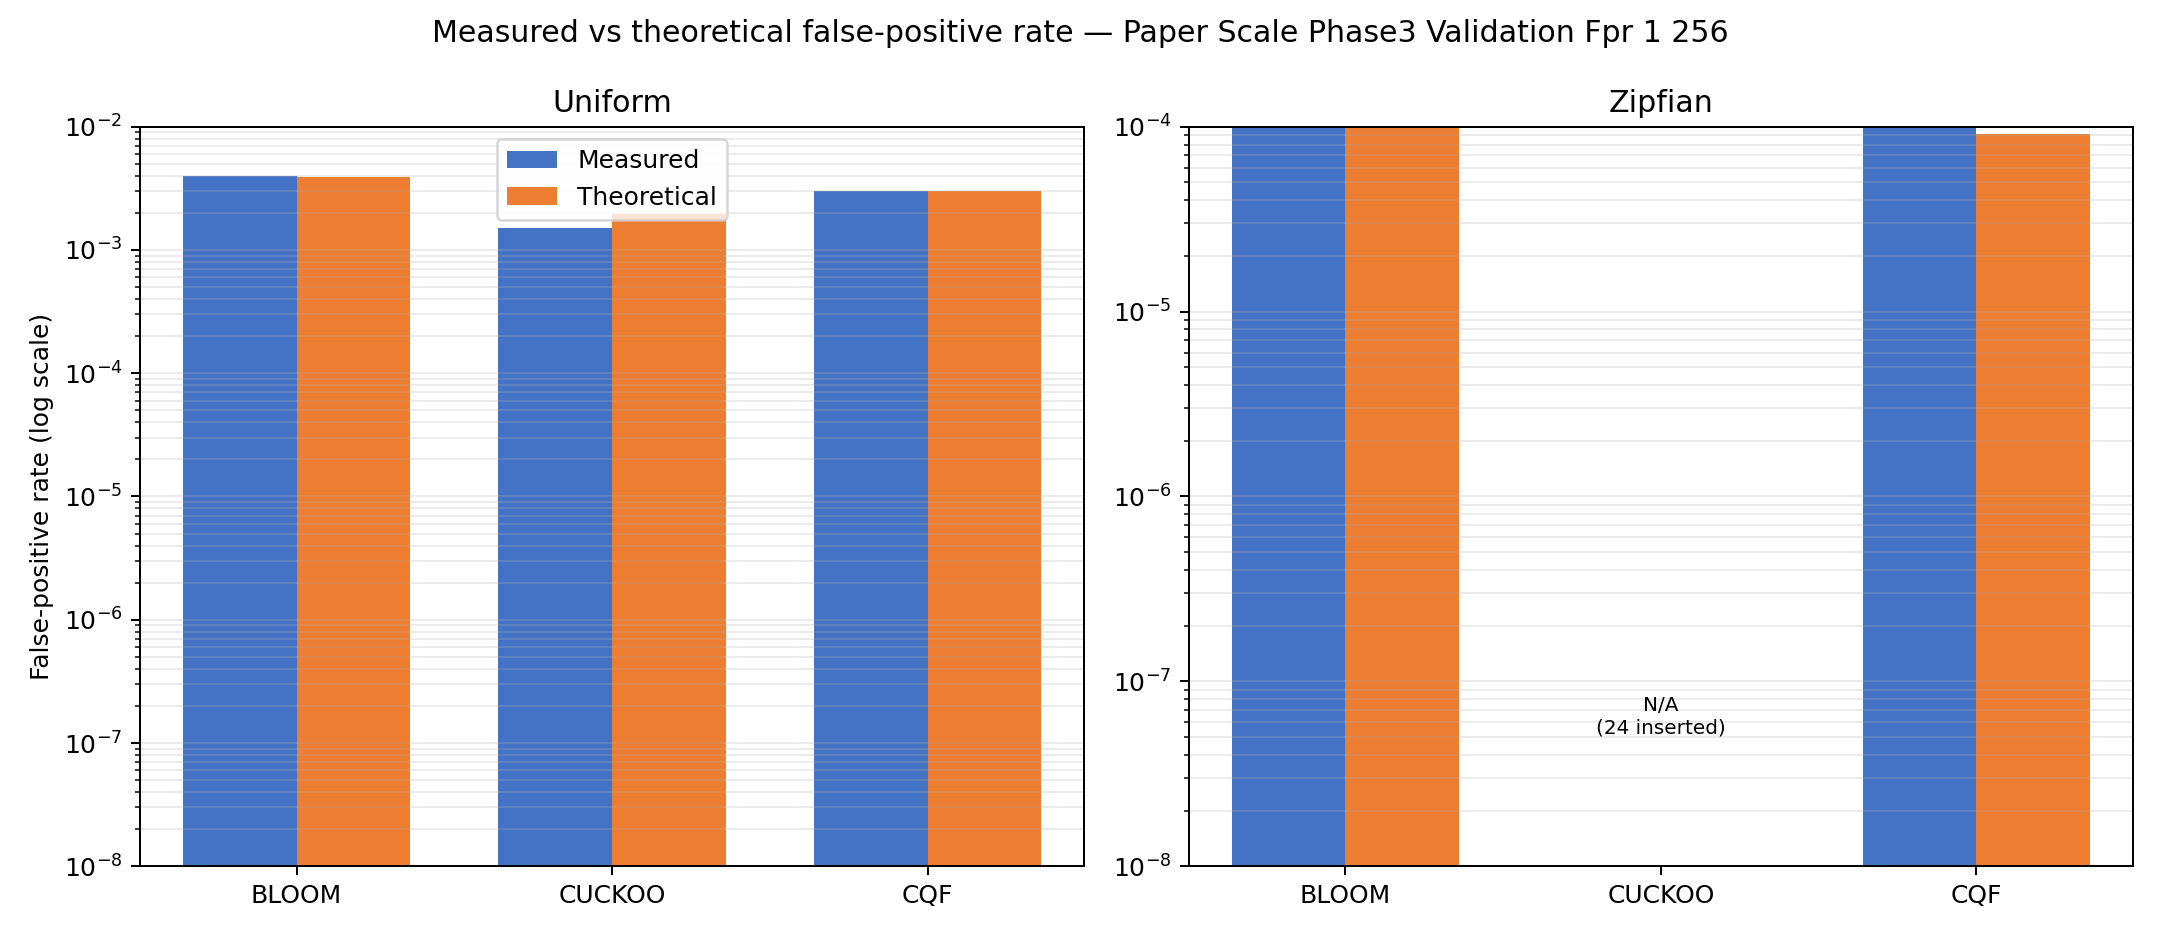 Measured vs theoretical false-positive rate — Paper Scale Phase3 Validation Fpr 1 256
Uniform
Measured
Theoretical
False-positive rate (log scale)
10⁻²
10⁻³
10⁻⁴
10⁻⁵
10⁻⁶
10⁻⁷
10⁻⁸
BLOOM CUCKOO CQF
Zipfian
10⁻⁴
10⁻⁵
10⁻⁶
10⁻⁷
10⁻⁸
N/A
(24 inserted)
BLOOM CUCKOO CQF